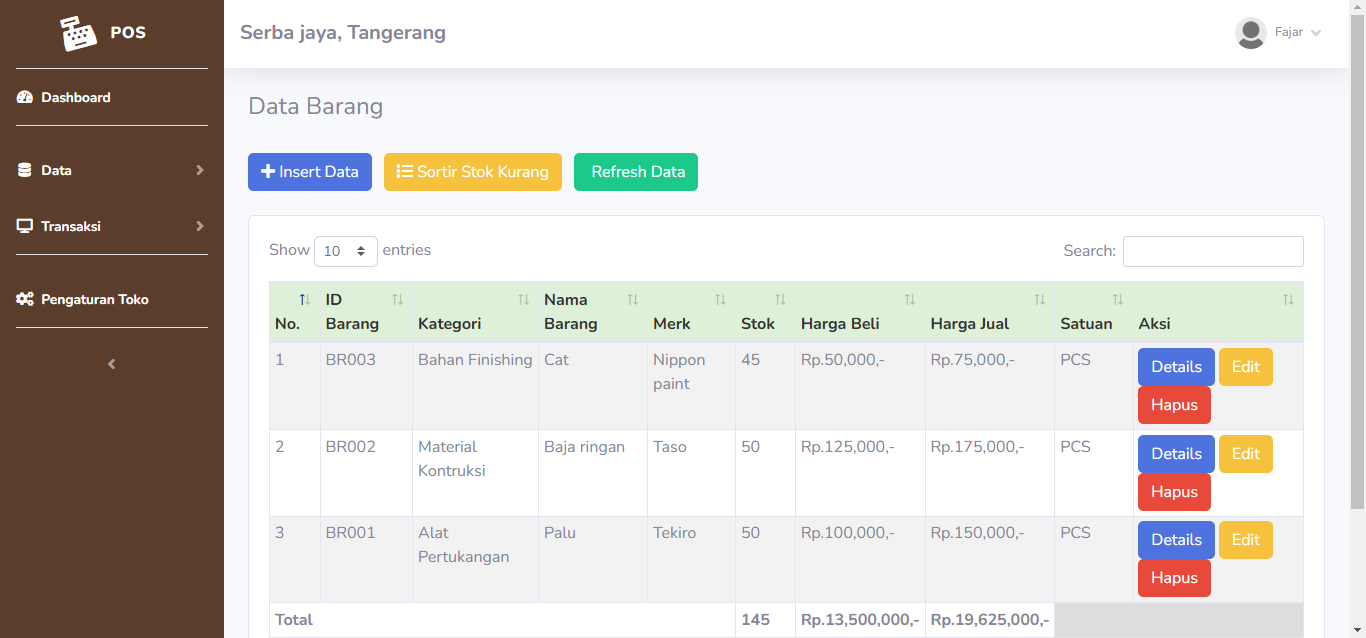 POS
Serba jaya, Tangerang
Fajar
Dashboard
Data
Transaksi
Pengaturan Toko
Data Barang
Insert Data
Sortir Stok Kurang
Refresh Data
Show 10 entries
Search:
No.
ID Barang
Kategori
Nama Barang
Merk
Stok
Harga Beli
Harga Jual
Satuan
Aksi
1 BR003 Bahan Finishing Cat Nippon paint 45 Rp.50,000,- Rp.75,000,- PCS Details Edit
Hapus
2 BR002 Material Kontruksi Baja ringan Taso 50 Rp.125,000,- Rp.175,000,- PCS Details Edit
Hapus
3 BR001 Alat Pertukangan Palu Tekiro 50 Rp.100,000,- Rp.150,000,- PCS Details Edit
Hapus
Total 145 Rp.13,500,000,- Rp.19,625,000,-